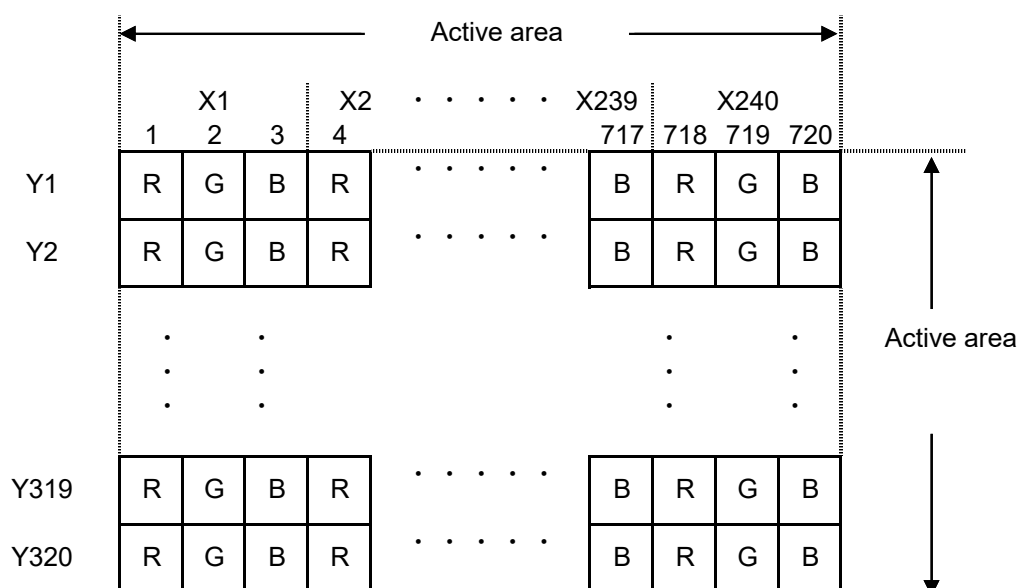 Active area
X1 X2 · · · · · X239 X240
1 2 3 4 717 718 719 720
Y1 R G B R · · · · · B R G B
Y2 R G B R · · · · · B R G B
Active area
Y319 R G B R · · · · · B R G B
Y320 R G B R · · · · · B R G B